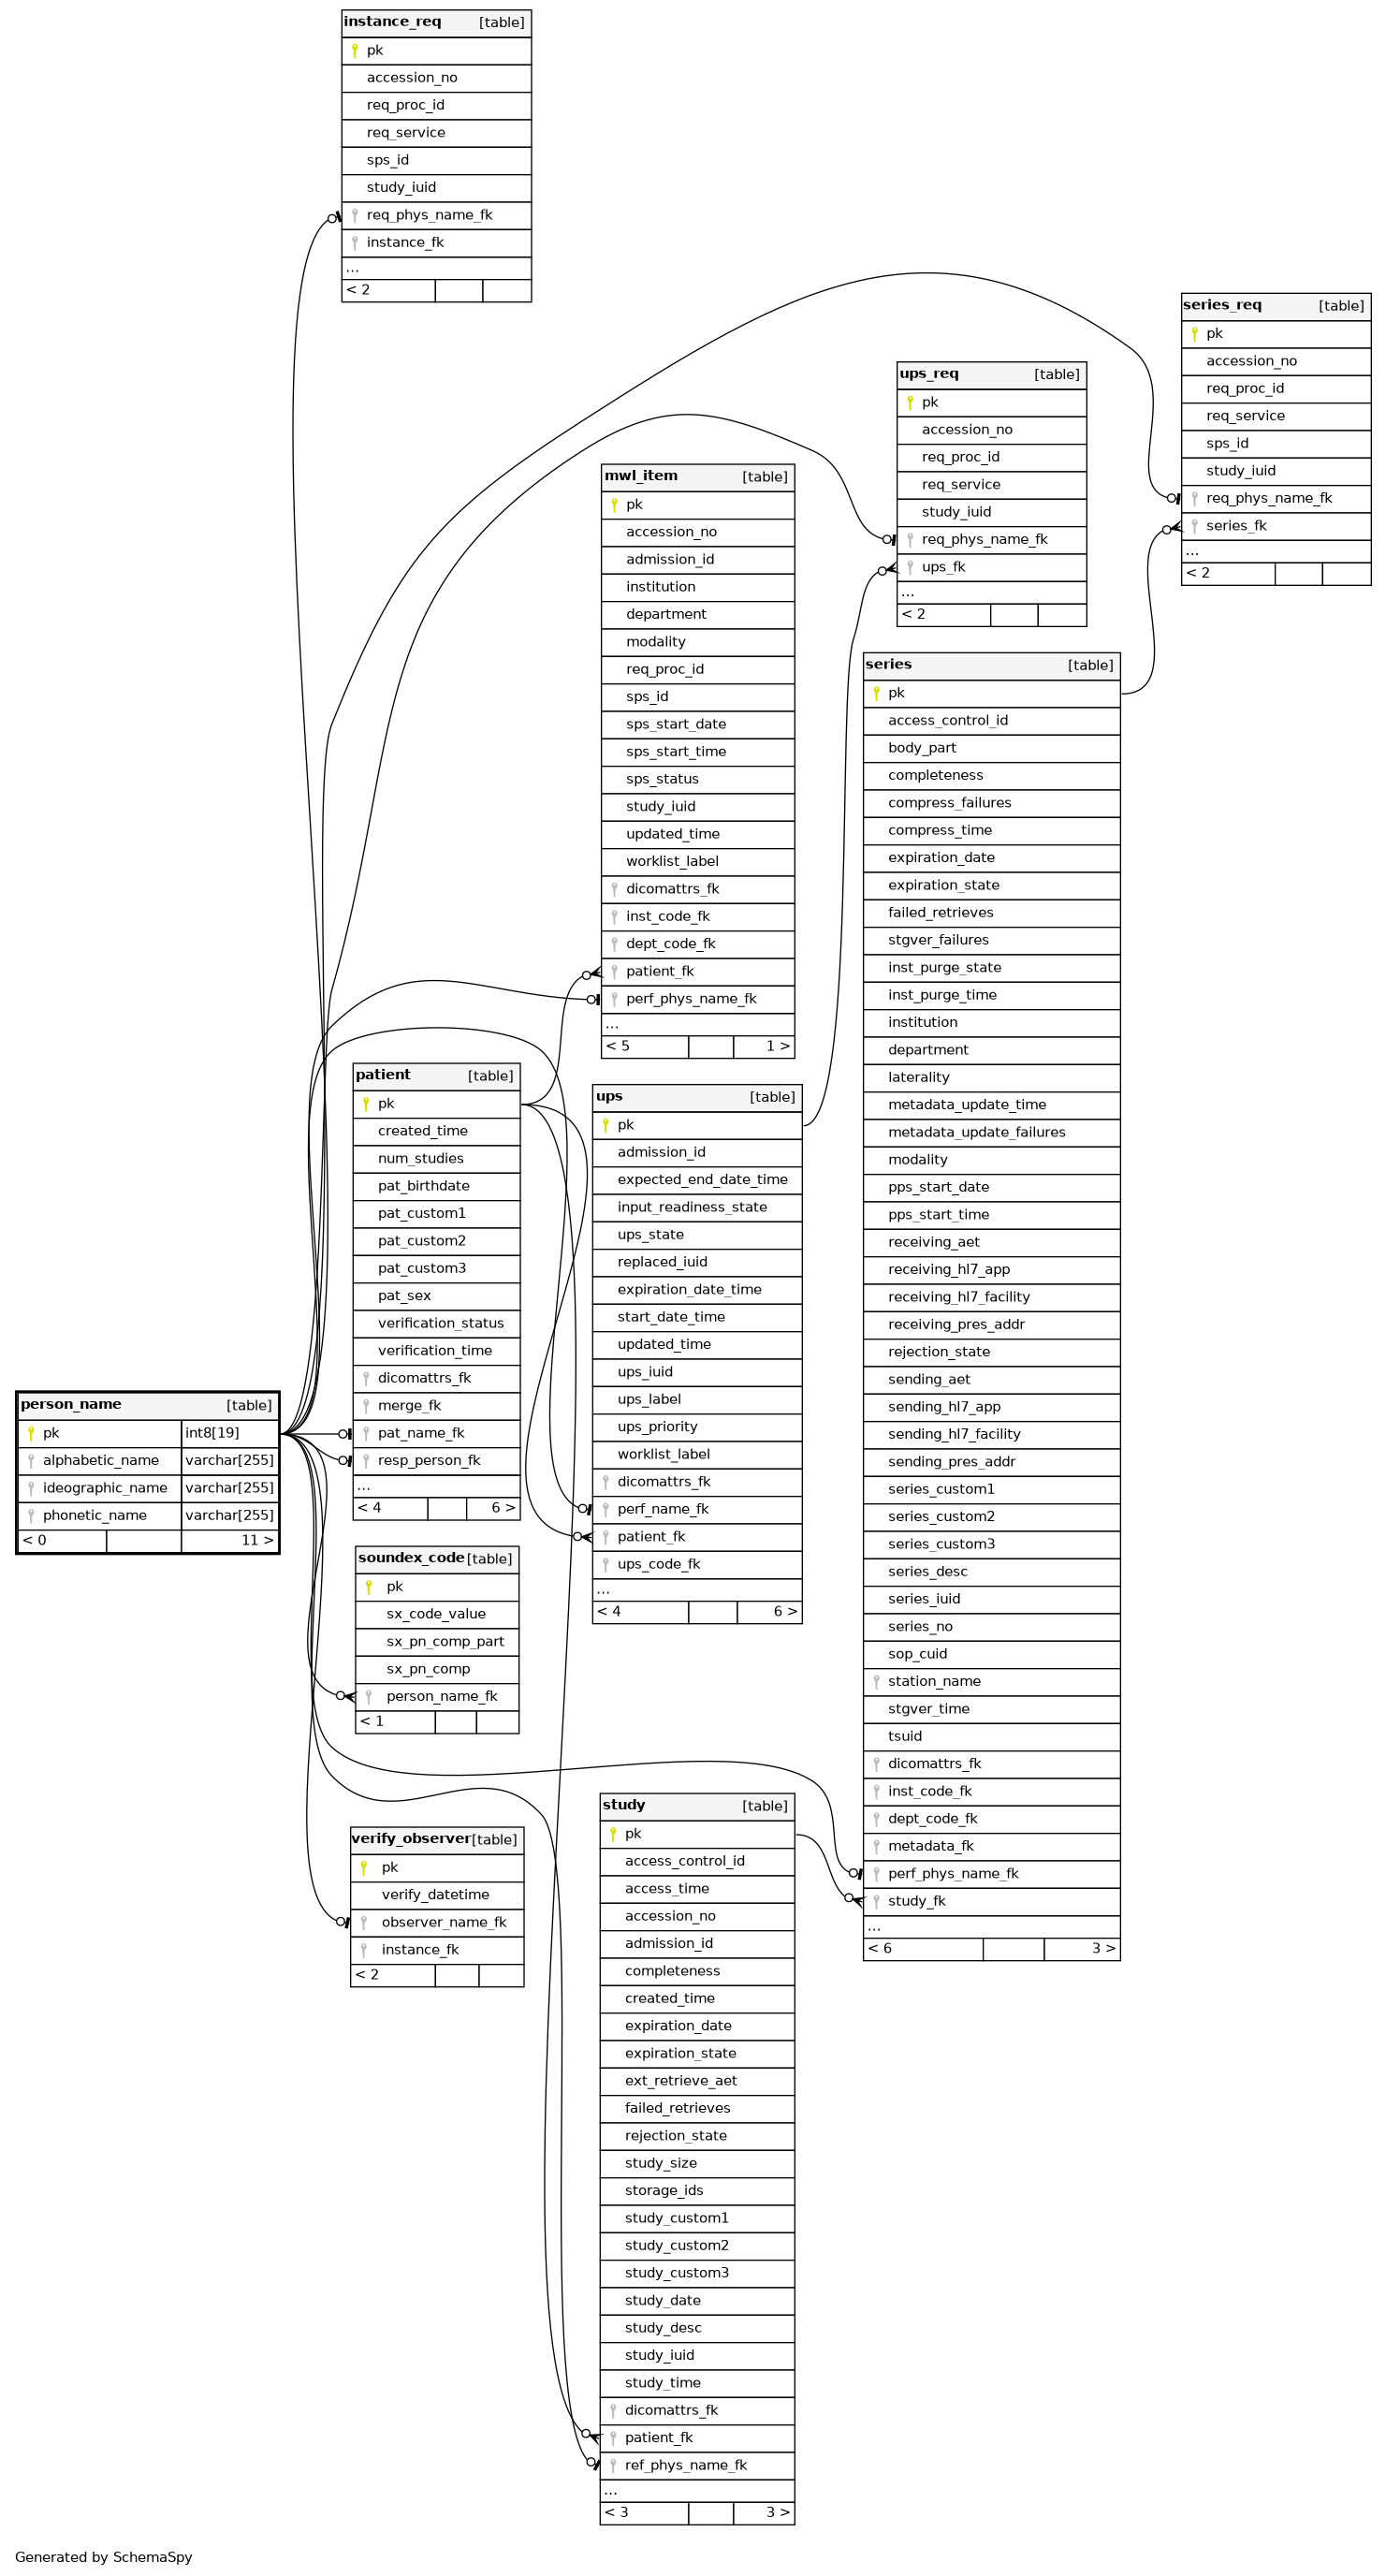 instance_req [table]
pk
accession_no
req_proc_id
req_service
sps_id
study_iuid
req_phys_name_fk
instance_fk
...
< 2
series_req [table]
pk
accession_no
req_proc_id
req_service
sps_id
study_iuid
req_phys_name_fk
series_fk
...
< 2
ups_req [table]
pk
accession_no
req_proc_id
req_service
study_iuid
req_phys_name_fk
ups_fk
...
< 2
mwl_item [table]
pk
accession_no
admission_id
institution
department
modality
req_proc_id
sps_id
sps_start_date
sps_start_time
sps_status
study_iuid
updated_time
worklist_label
dicomattrs_fk
inst_code_fk
dept_code_fk
patient_fk
perf_phys_name_fk
...
< 5 1 >
series [table]
pk
access_control_id
body_part
completeness
compress_failures
compress_time
expiration_date
expiration_state
failed_retrieves
stgver_failures
inst_purge_state
inst_purge_time
institution
department
laterality
metadata_update_time
metadata_update_failures
modality
pps_start_date
pps_start_time
receiving_aet
receiving_hl7_app
receiving_hl7_facility
receiving_pres_addr
rejection_state
sending_aet
sending_hl7_app
sending_hl7_facility
sending_pres_addr
series_custom1
series_custom2
series_custom3
series_desc
series_iuid
series_no
sop_cuid
station_name
stgver_time
tsuid
dicomattrs_fk
inst_code_fk
dept_code_fk
metadata_fk
perf_phys_name_fk
study_fk
...
< 6 3 >
patient [table]
pk
created_time
num_studies
pat_birthdate
pat_custom1
pat_custom2
pat_custom3
pat_sex
verification_status
verification_time
dicomattrs_fk
merge_fk
pat_name_fk
resp_person_fk
...
< 4 6 >
ups [table]
pk
admission_id
expected_end_date_time
input_readiness_state
ups_state
replaced_iuid
expiration_date_time
start_date_time
updated_time
ups_iuid
ups_label
ups_priority
worklist_label
dicomattrs_fk
perf_name_fk
patient_fk
ups_code_fk
...
< 4 6 >
person_name [table]
pk int8[19]
alphabetic_name varchar[255]
ideographic_name varchar[255]
phonetic_name varchar[255]
< 0 11 >
soundex_code [table]
pk
sx_code_value
sx_pn_comp_part
sx_pn_comp
person_name_fk
< 1
verify_observer [table]
pk
verify_datetime
observer_name_fk
instance_fk
< 2
study [table]
pk
access_control_id
access_time
accession_no
admission_id
completeness
created_time
expiration_date
expiration_state
ext_retrieve_aet
failed_retrieves
rejection_state
study_size
storage_ids
study_custom1
study_custom2
study_custom3
study_date
study_desc
study_iuid
study_time
dicomattrs_fk
patient_fk
ref_phys_name_fk
...
< 3 3 >
Generated by SchemaSpy